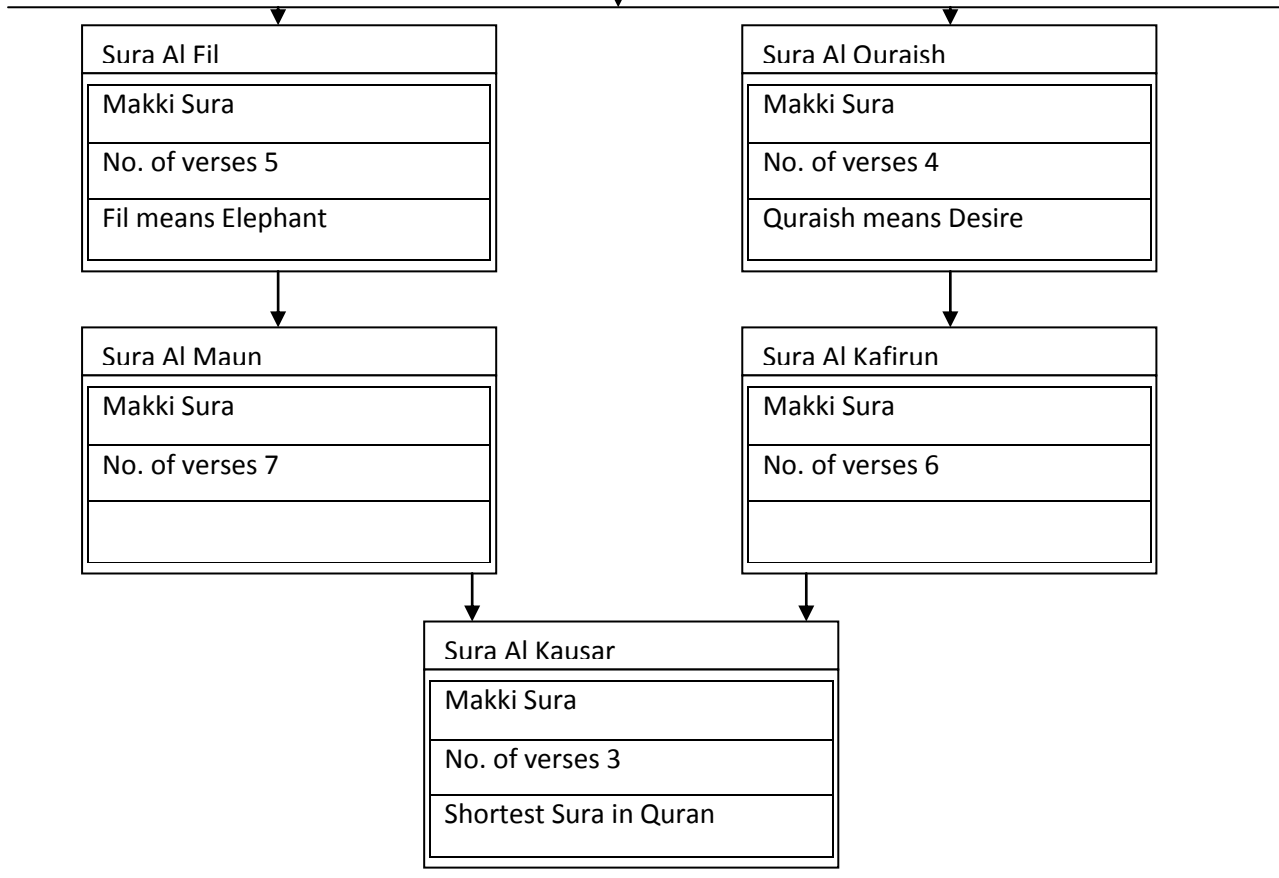 Sura Al Fil
Makki Sura
No. of verses 5
Fil means Elephant
Sura Al Quraish
Makki Sura
No. of verses 4
Quraish means Desire
Sura Al Maun
Makki Sura
No. of verses 7
Sura Al Kafirun
Makki Sura
No. of verses 6
Sura Al Kausar
Makki Sura
No. of verses 3
Shortest Sura in Quran